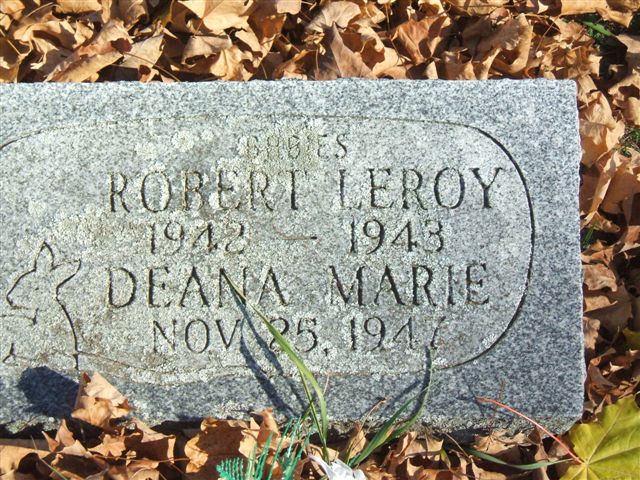 BABIES
ROBERT LEROY
1942 - 1943
DEANA MARIE
NOV. 25, 1947